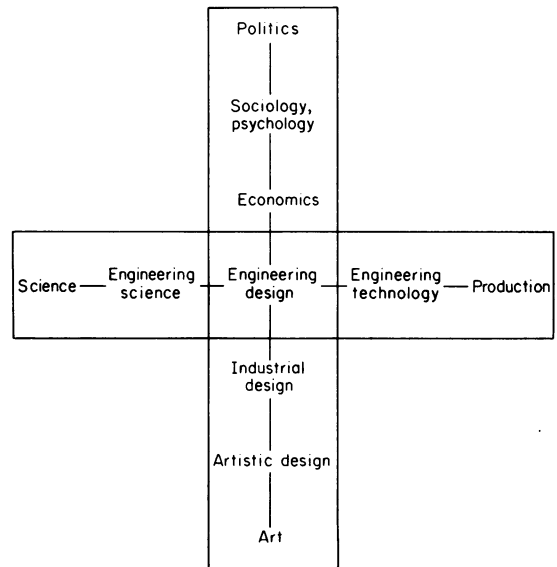 Politics
Sociology,
psychology
Economics
Science
Engineering
science
Engineering
design
Engineering
technology
Production
Industrial
design
Artistic design
Art